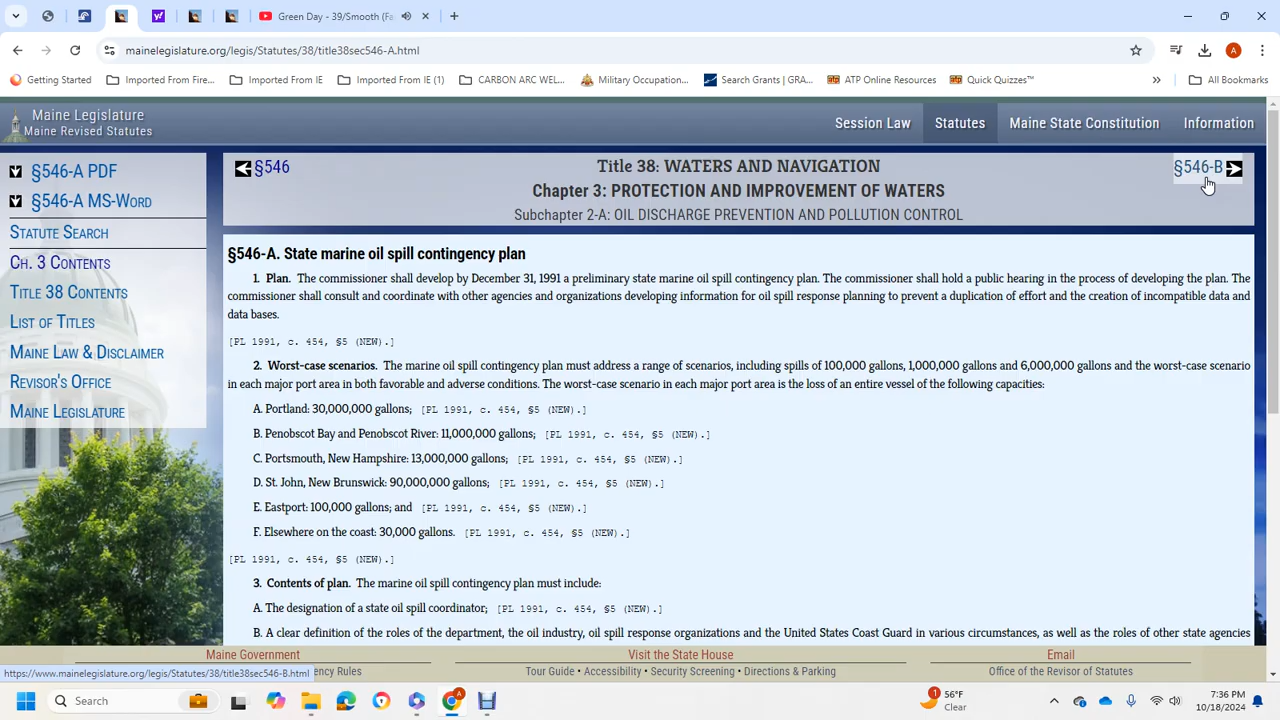 Green Day - 39/Smooth (Fa
mainelegislature.org/legis/Statutes/38/title38sec546-A.html
A
Getting Started
Imported From Fire...
Imported From IE
Imported From IE (1)
CARBON ARC WEL...
Military Occupation...
Search Grants | GRA...
ATP Online Resources
Quick Quizzes™
»
All Bookmarks
Maine Legislature
Maine Revised Statutes
Session Law
Statutes
Maine State Constitution
Information
§546-A PDF
§546-A MS-Word
Statute Search
Ch. 3 Contents
Title 38 Contents
List of Titles
Maine Law & Disclaimer
Revisor's Office
Maine Legislature
§546
Title 38: WATERS AND NAVIGATION
§546-B
Chapter 3: PROTECTION AND IMPROVEMENT OF WATERS
Subchapter 2-A: OIL DISCHARGE PREVENTION AND POLLUTION CONTROL
§546-A. State marine oil spill contingency plan
1. Plan. The commissioner shall develop by December 31, 1991 a preliminary state marine oil spill contingency plan. The commissioner shall hold a public hearing in the process of developing the plan. The
commissioner shall consult and coordinate with other agencies and organizations developing information for oil spill response planning to prevent a duplication of effort and the creation of incompatible data and
data bases.
[PL 1991, c. 454, §5 (NEW).]
2. Worst-case scenarios. The marine oil spill contingency plan must address a range of scenarios, including spills of 100,000 gallons, 1,000,000 gallons and 6,000,000 gallons and the worst-case scenario
in each major port area in both favorable and adverse conditions. The worst-case scenario in each major port area is the loss of an entire vessel of the following capacities:
A. Portland: 30,000,000 gallons; [PL 1991, c. 454, §5 (NEW).]
B. Penobscot Bay and Penobscot River: 11,000,000 gallons; [PL 1991, c. 454, §5 (NEW).]
C. Portsmouth, New Hampshire: 13,000,000 gallons; [PL 1991, c. 454, §5 (NEW).]
D. St. John, New Brunswick: 90,000,000 gallons; [PL 1991, c. 454, §5 (NEW).]
E. Eastport: 100,000 gallons; and [PL 1991, c. 454, §5 (NEW).]
F. Elsewhere on the coast: 30,000 gallons. [PL 1991, c. 454, §5 (NEW).]
[PL 1991, c. 454, §5 (NEW).]
3. Contents of plan. The marine oil spill contingency plan must include:
A. The designation of a state oil spill coordinator; [PL 1991, c. 454, §5 (NEW).]
B. A clear definition of the roles of the department, the oil industry, oil spill response organizations and the United States Coast Guard in various circumstances, as well as the roles of other state agencies
Maine Government
Visit the State House
Email
https://www.mainelegislature.org/legis/Statutes/38/title38sec546-B.html
ency Rules
Tour Guide • Accessibility • Security Screening • Directions & Parking
Office of the Revisor of Statutes
Search
1
56°F
Clear
7:36 PM
10/18/2024